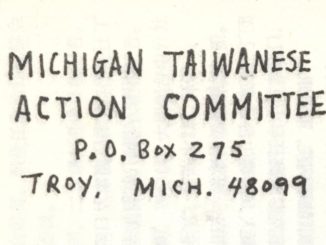 MICHIGAN TAIWANESE
ACTION COMMITTEE
P.O. BOX 275
TROY, MICH. 48099